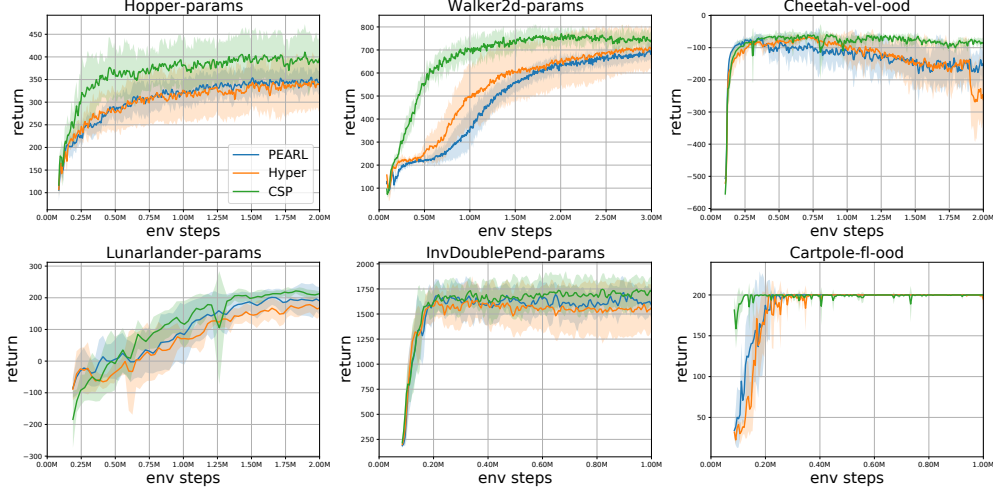 Hopper-params
Walker2d-params
Cheetah-vel-ood
return
450
400
350
300
250
200
150
100
PEARL
Hyper
CSP
0.00M 0.25M 0.50M 0.75M 1.00M 1.25M 1.50M 1.75M 2.00M
env steps
return
800
700
600
500
400
300
200
100
0.00M 0.50M 1.00M 1.50M 2.00M 2.50M 3.00M
env steps
return
0
−100
−200
−300
−400
−500
−600
0.00M 0.25M 0.50M 0.75M 1.00M 1.25M 1.50M 1.75M 2.00M
env steps
Lunarlander-params
InvDoublePend-params
Cartpole-fl-ood
return
300
200
100
0
−100
−200
−300
0.00M 0.25M 0.50M 0.75M 1.00M 1.25M 1.50M 1.75M 2.00M
env steps
return
2000
1750
1500
1250
1000
750
500
250
0.00M 0.20M 0.40M 0.60M 0.80M 1.00M
env steps
return
200
150
100
50
0.00M 0.20M 0.40M 0.60M 0.80M 1.00M
env steps